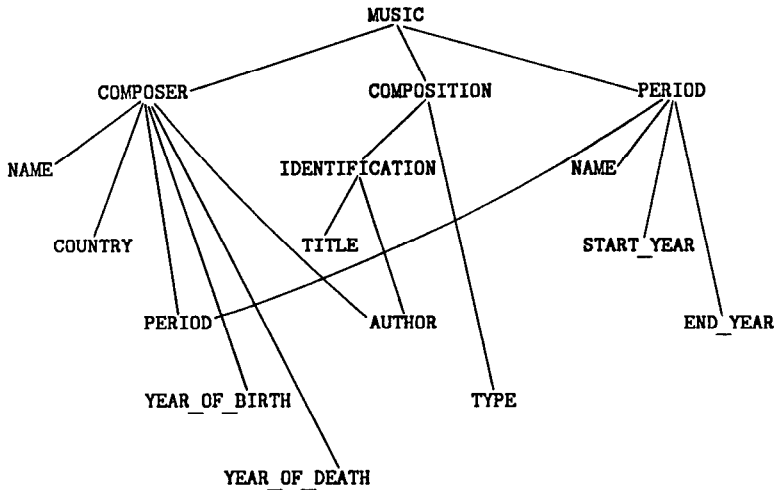 MUSIC
COMPOSER COMPOSITION PERIOD
NAME IDENTIFICATION NAME
COUNTRY TITLE START_YEAR
PERIOD AUTHOR END_YEAR
YEAR_OF_BIRTH TYPE
YEAR_OF_DEATH